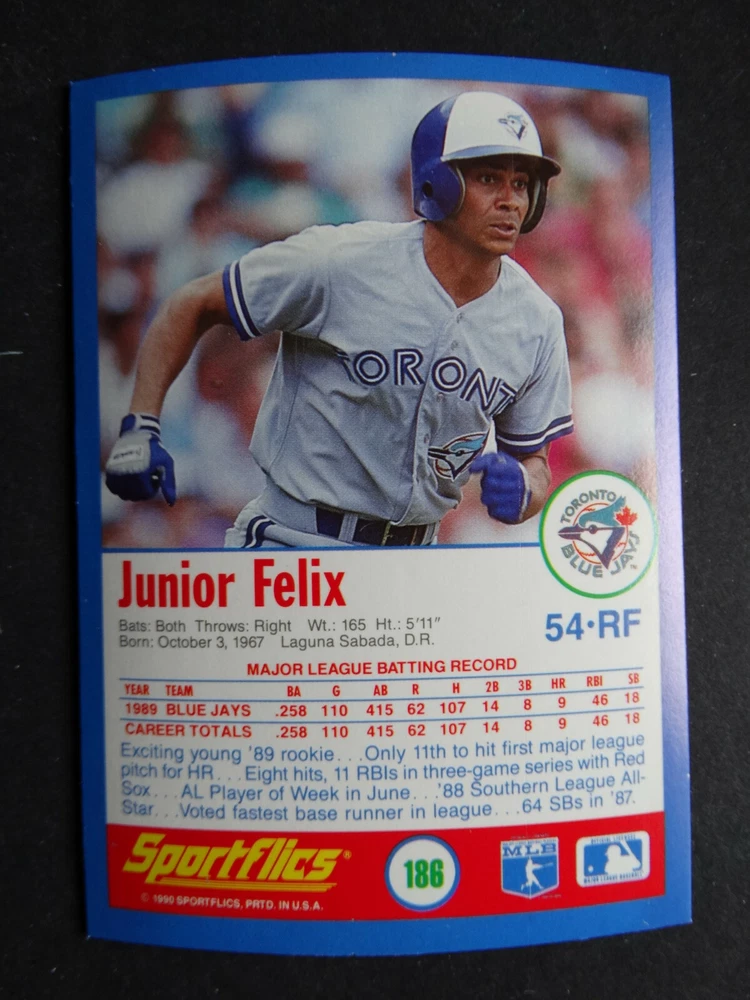 TORONTO
TORONTO
BLUE JAYS
Junior Felix
Bats: Both Throws: Right Wt.: 165 Ht.: 5'11"
Born: October 3, 1967 Laguna Sabada, D.R.
54·RF
MAJOR LEAGUE BATTING RECORD
YEAR TEAM BA G AB R H 2B 3B HR RBI SB
1989 BLUE JAYS .258 110 415 62 107 14 8 9 46 18
CAREER TOTALS .258 110 415 62 107 14 8 9 46 18
Exciting young '89 rookie...Only 11th to hit first major league
pitch for HR...Eight hits, 11 RBIs in three-game series with Red
Sox...AL Player of Week in June...'88 Southern League All-
Star...Voted fastest base runner in league...64 SBs in '87.
Sportflics®
© 1990 SPORTFLICS, PRTD. IN U.S.A.
186
MLB
MAJOR LEAGUE BASEBALL